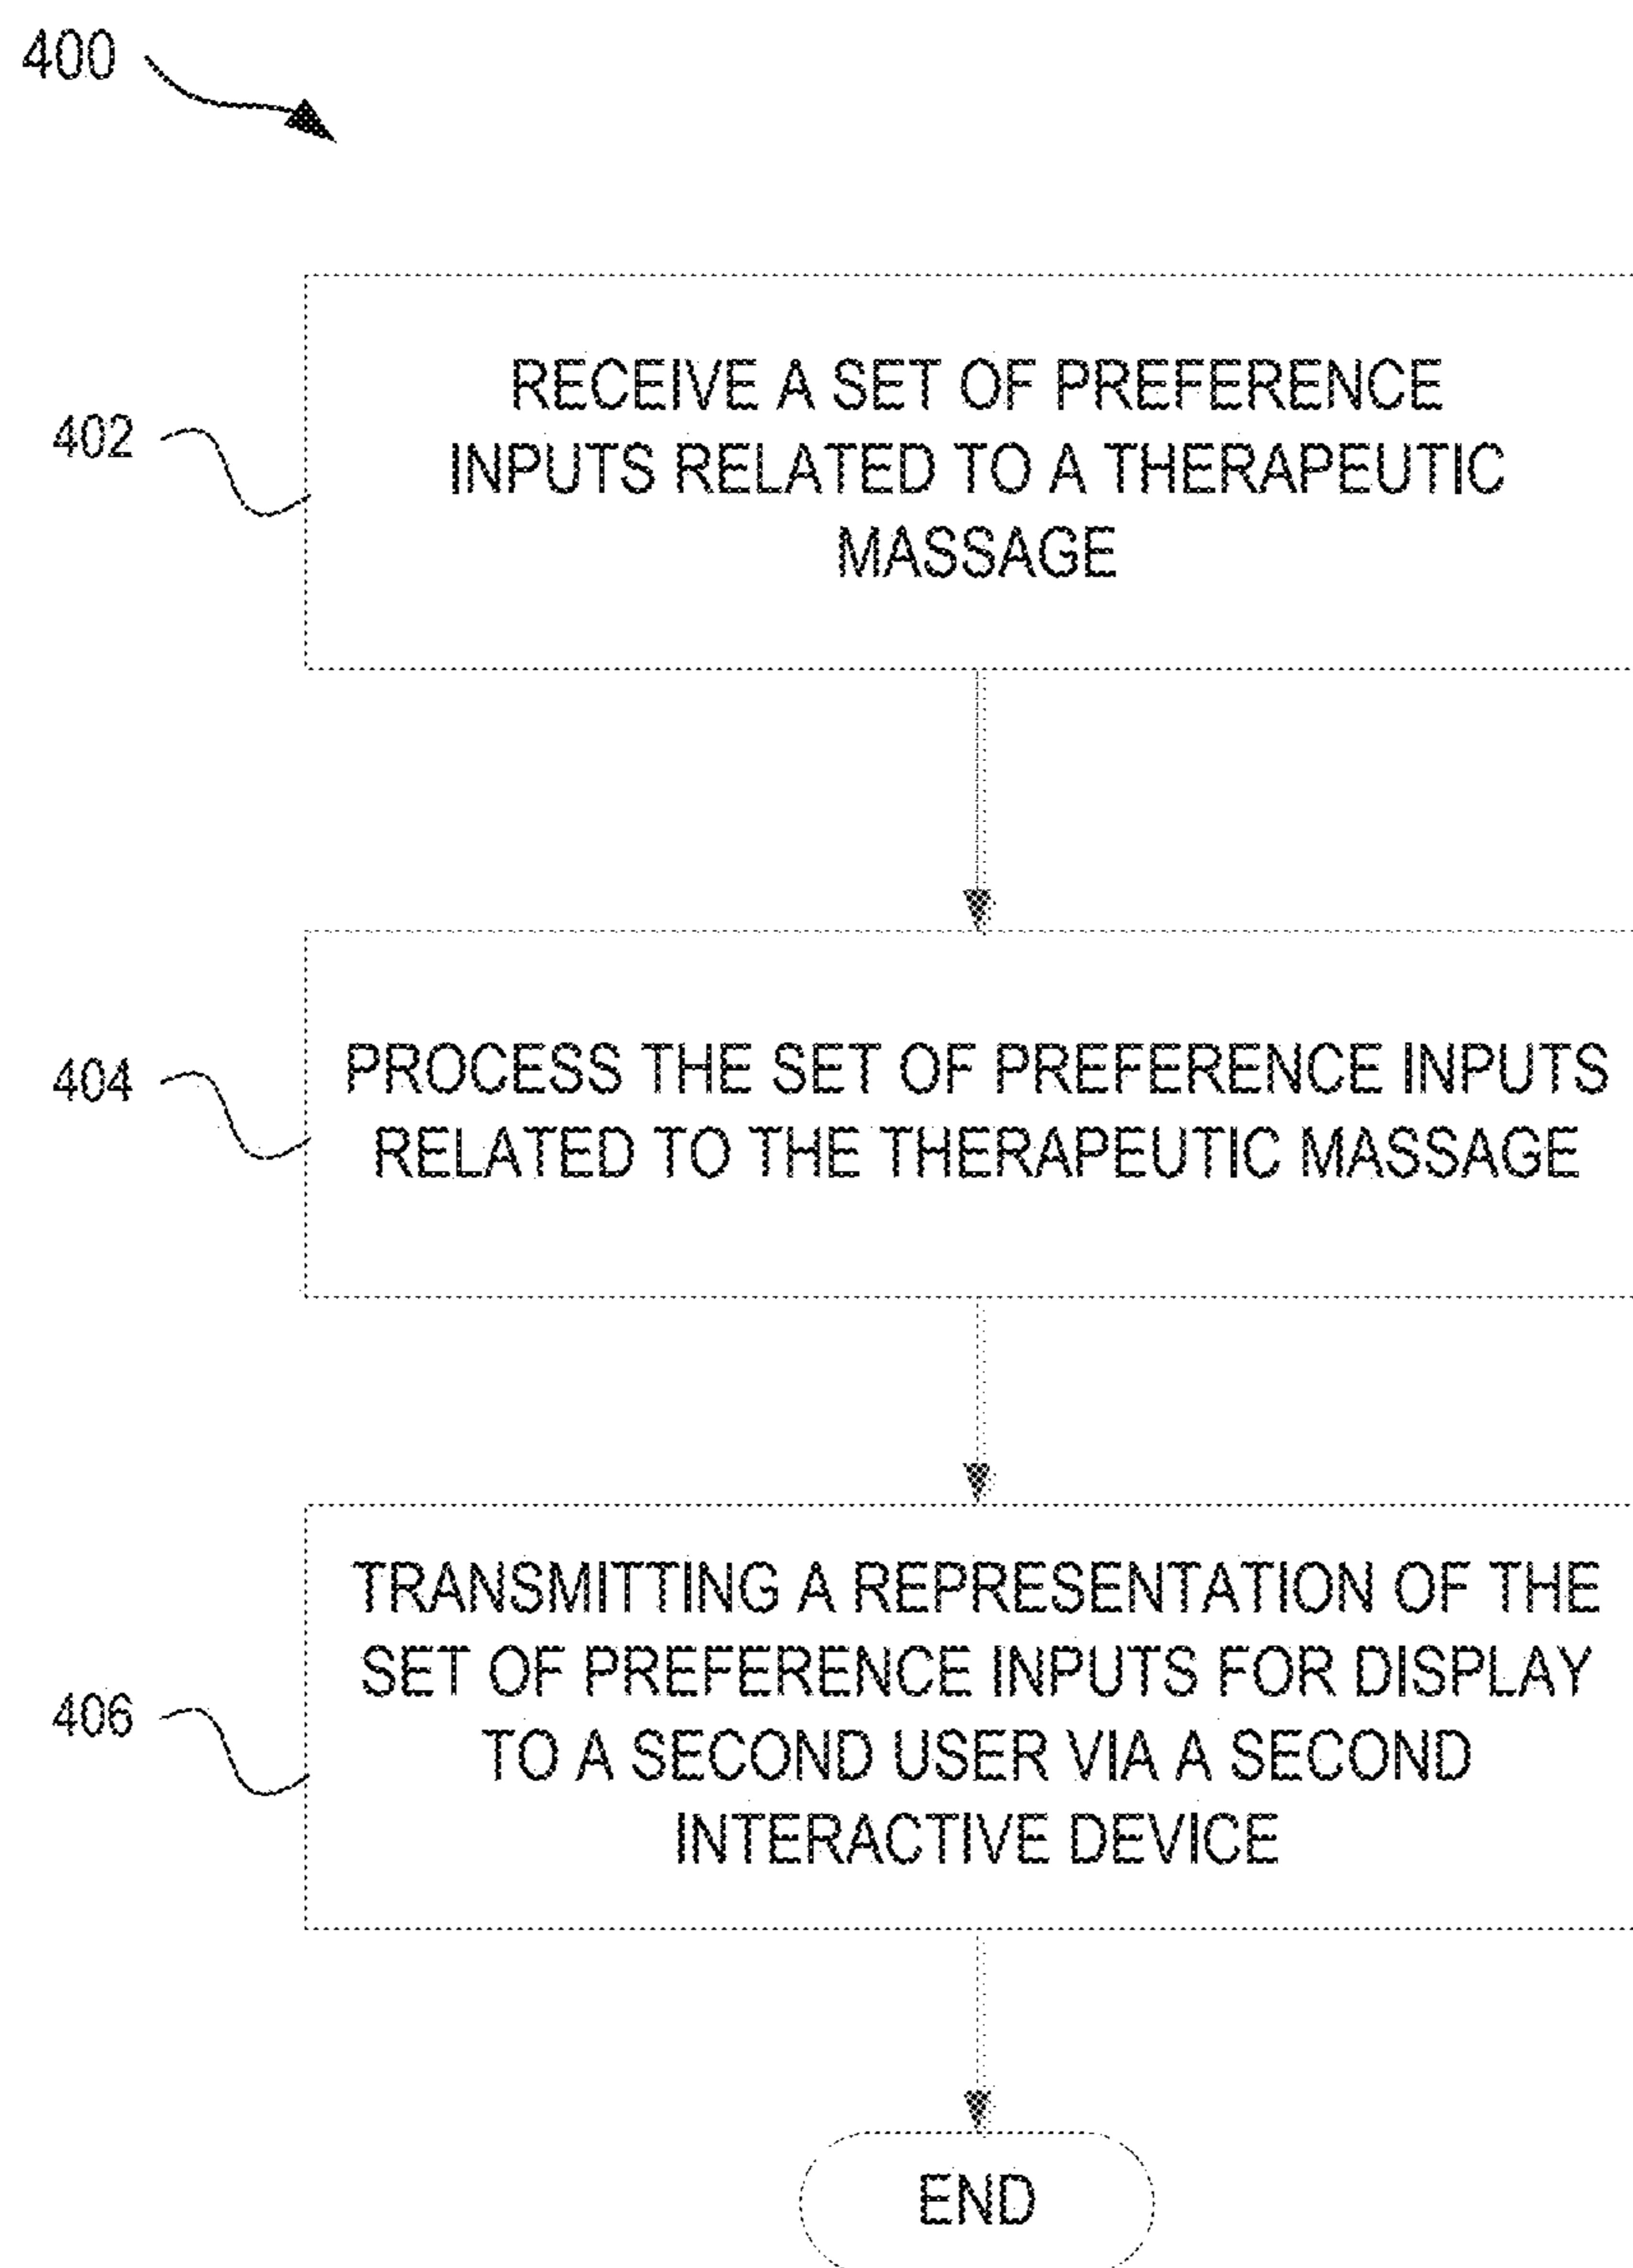 400
402
RECEIVE A SET OF PREFERENCE
INPUTS RELATED TO A THERAPEUTIC
MASSAGE
404
PROCESS THE SET OF PREFERENCE INPUTS
RELATED TO THE THERAPEUTIC MASSAGE
406
TRANSMITTING A REPRESENTATION OF THE
SET OF PREFERENCE INPUTS FOR DISPLAY
TO A SECOND USER VIA A SECOND
INTERACTIVE DEVICE
END